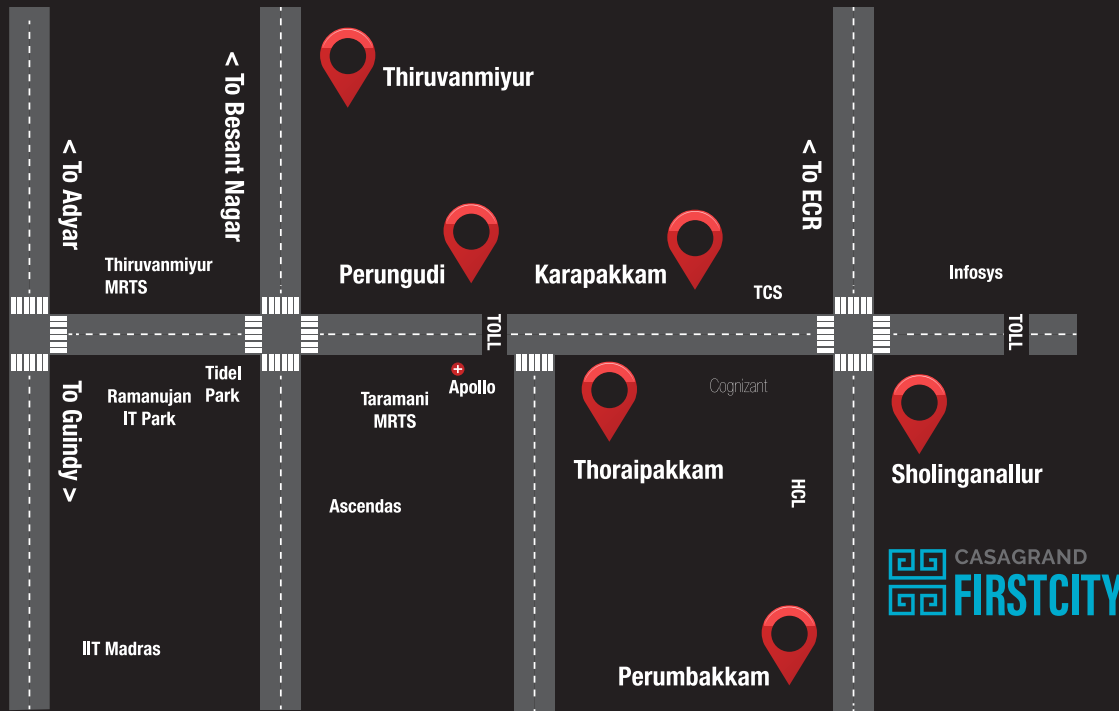 Thiruvanmiyur
< To Besant Nagar
< To Adyar
< To ECR
Thiruvanmiyur
MRTS
Perungudi
Karapakkam
TCS
Infosys
TOLL
TOLL
To Guindy >
Ramanujan
IT Park
Tidel
Park
Taramani
MRTS
Apollo
Cognizant
Thoraipakkam
Sholinganallur
HCL
Ascendas
CASAGRAND
FIRSTCITY
IIT Madras
Perumbakkam